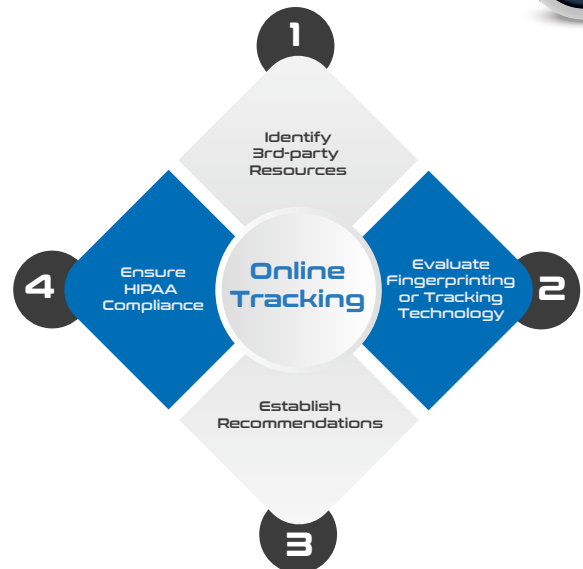 1
Identify
3rd-party
Resources
4
Ensure
HIPAA
Compliance
Online
Tracking
Evaluate
Fingerprinting
or Tracking
Technology
2
Establish
Recommendations
3